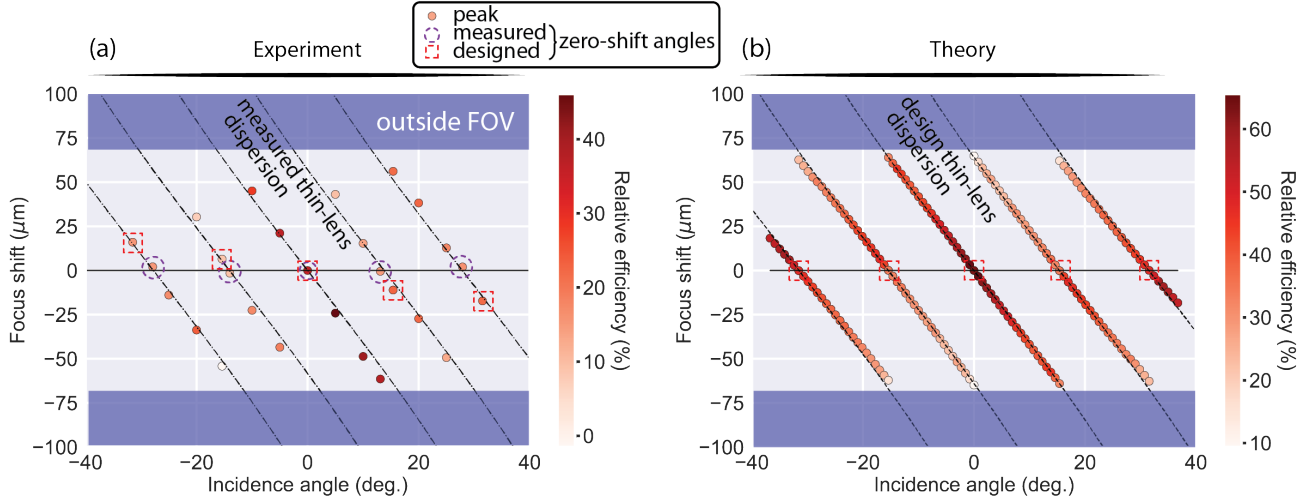 peak
measured
designed
zero-shift angles
(a)
Experiment
(b)
Theory
100
75
50
25
0
−25
−50
−75
−100
Focus shift (μm)
outside FOV
measured thin-lens
dispersion
−40
−20
0
20
40
Incidence angle (deg.)
40
30
20
10
0
Relative efficiency (%)
100
75
50
25
0
−25
−50
−75
−100
Focus shift (μm)
design thin-lens
dispersion
−40
−20
0
20
40
Incidence angle (deg.)
60
50
40
30
20
10
Relative efficiency (%)